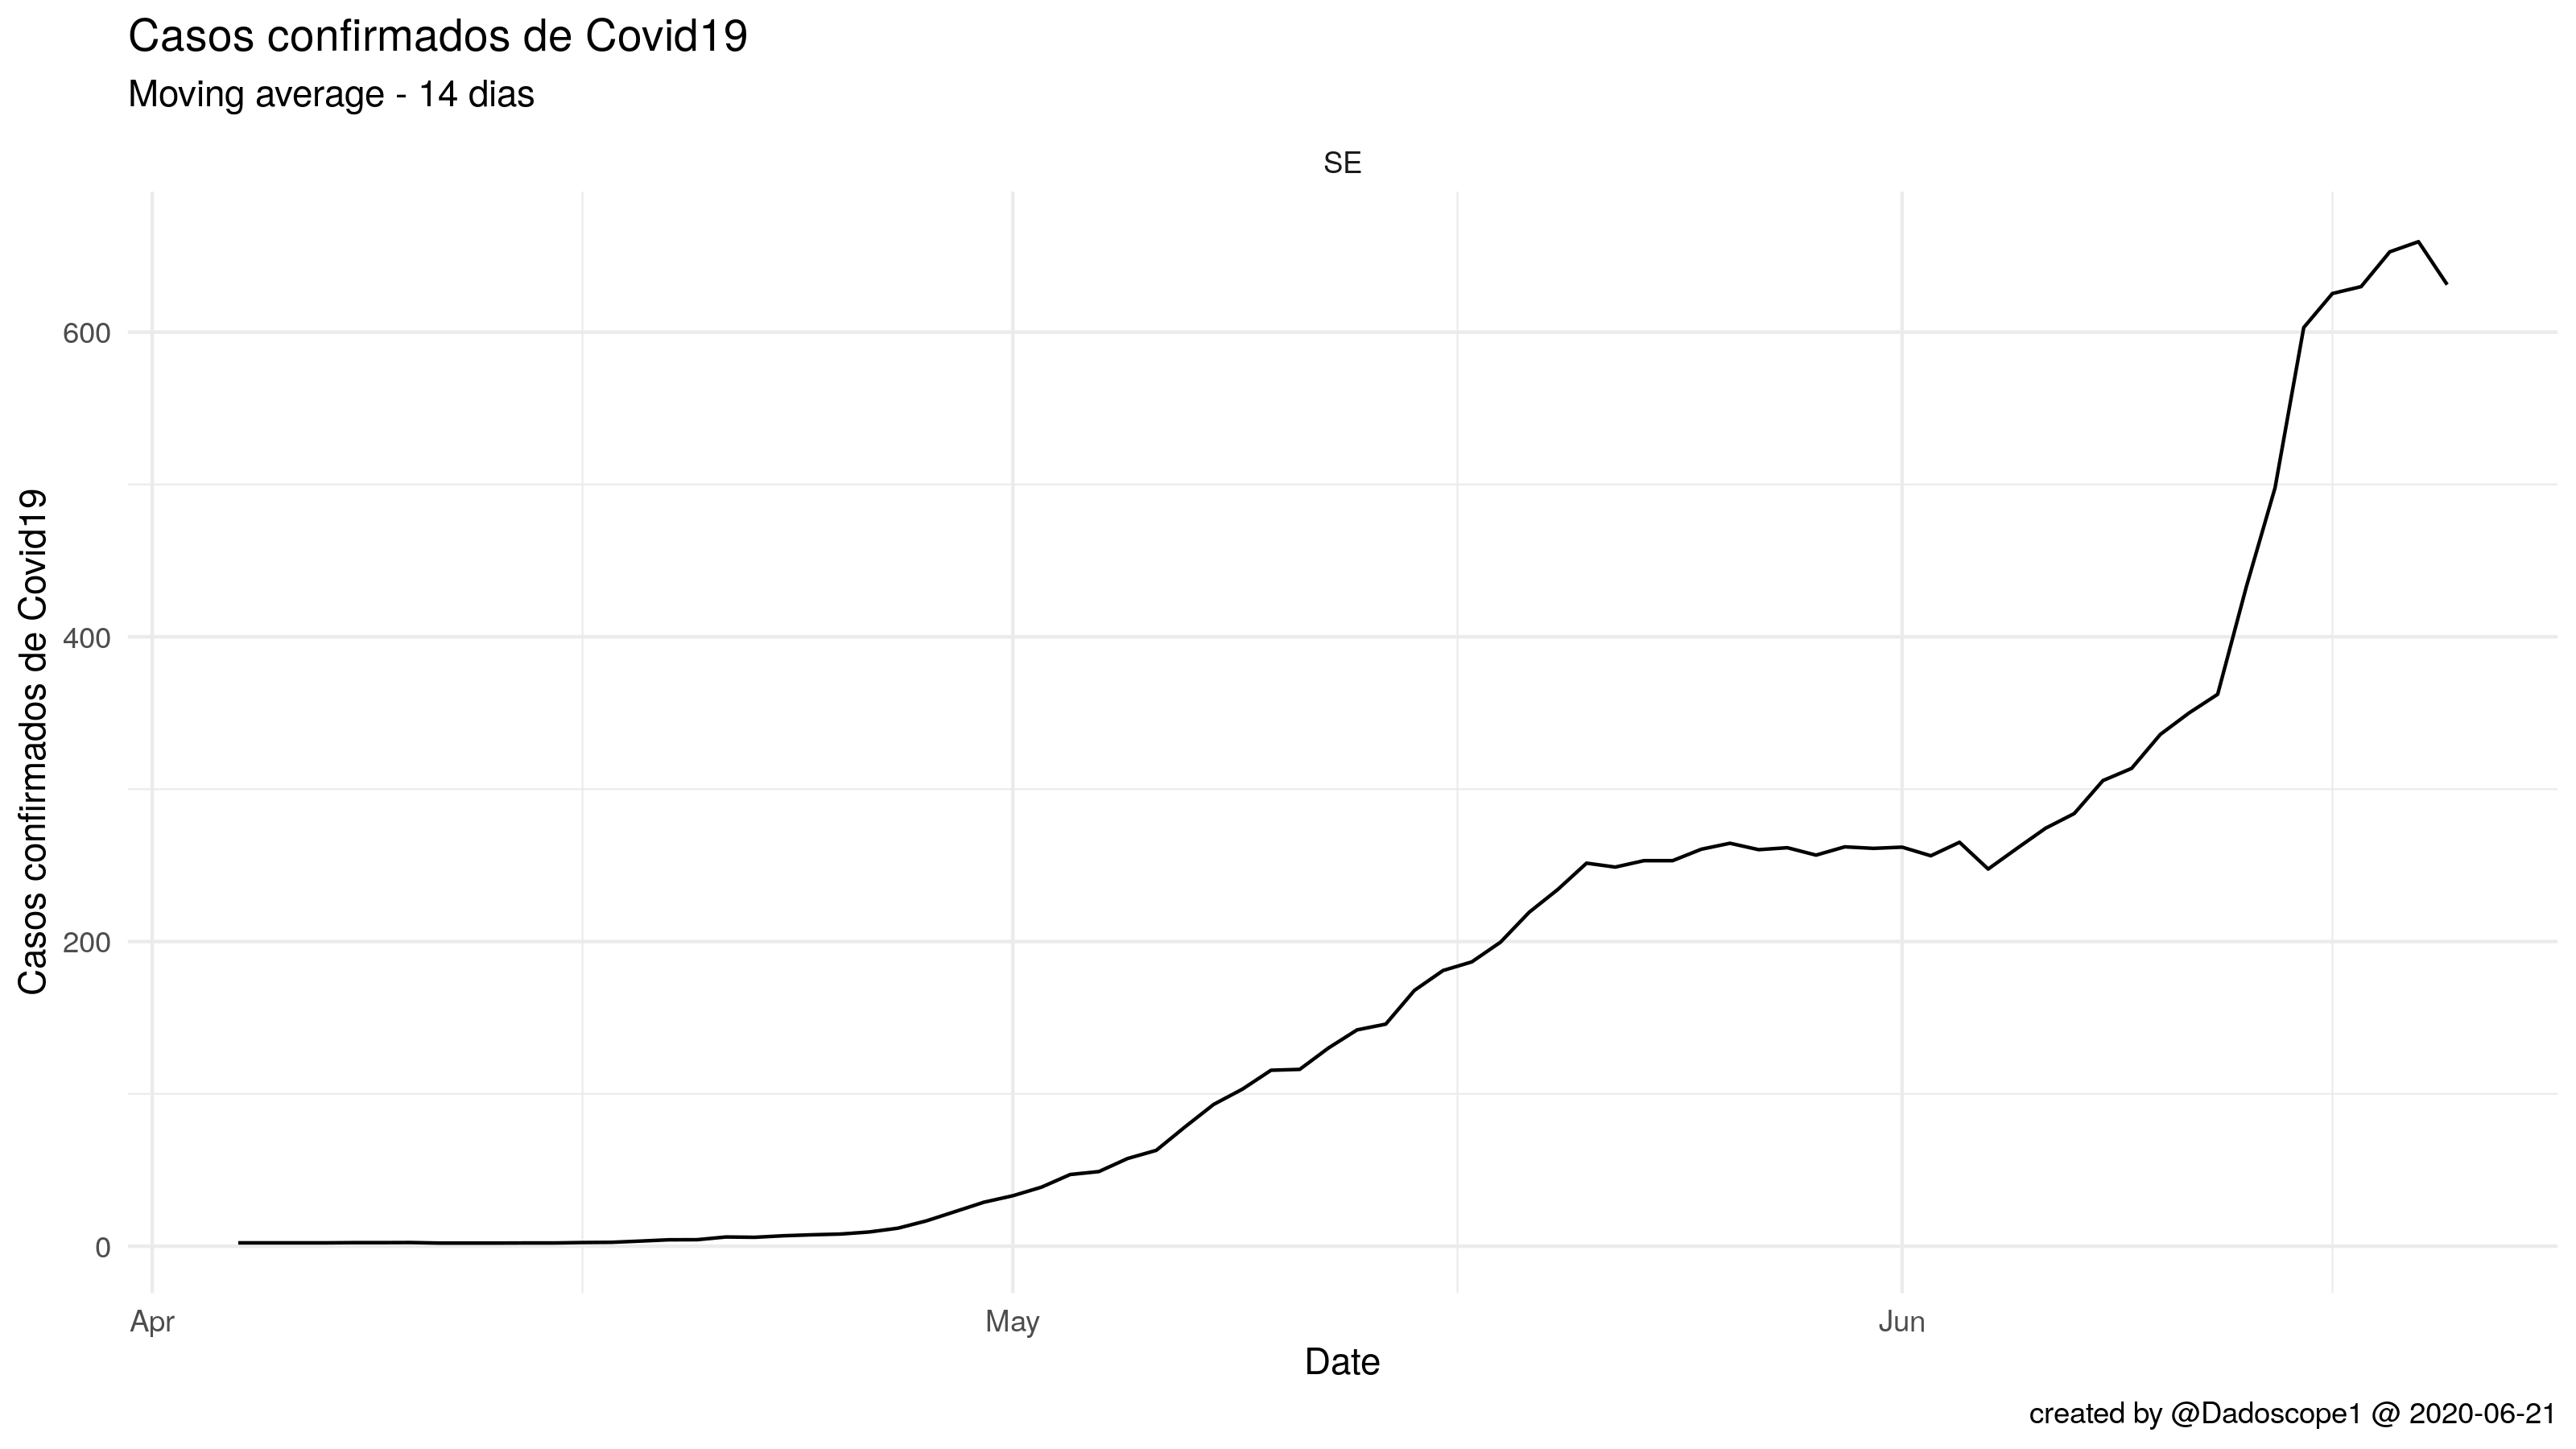 Casos confirmados de Covid19
Moving average - 14 dias
SE
Casos confirmados de Covid19
600
400
200
0
Apr
May
Jun
Date
created by @Dadoscope1 @ 2020-06-21